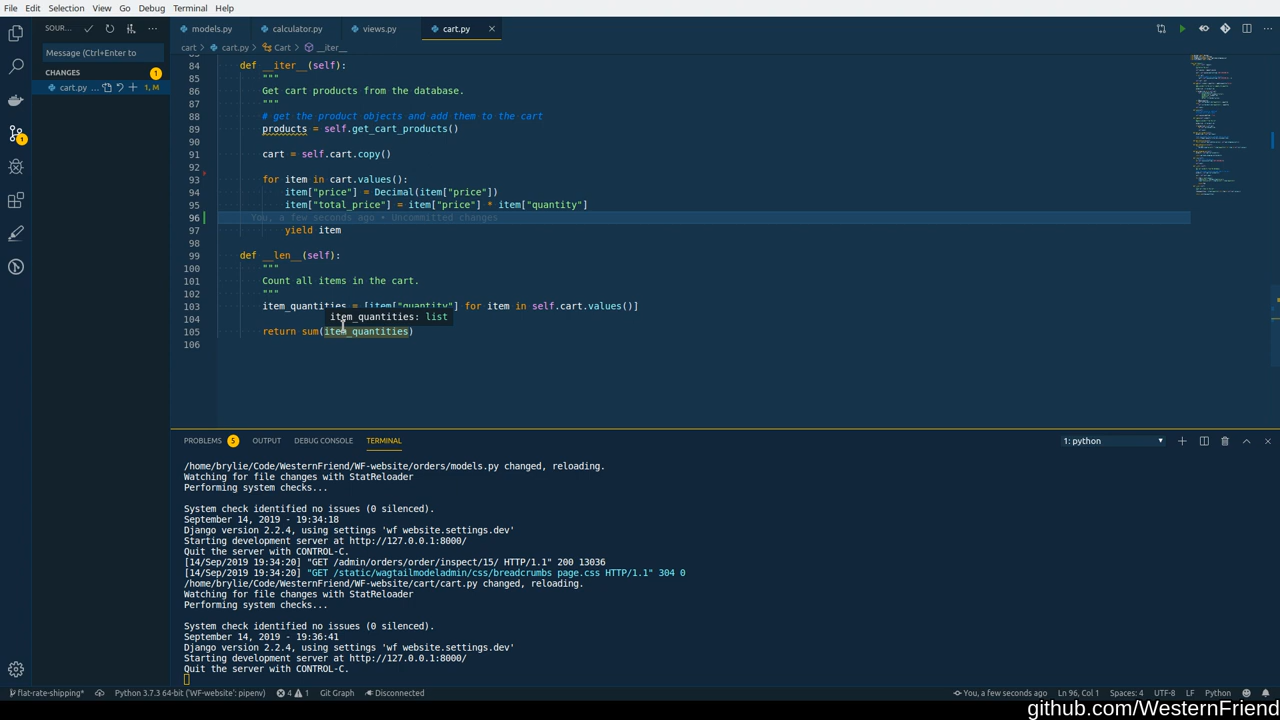 File Edit Selection View Go Debug Terminal Help
SOUR...
models.py calculator.py views.py cart.py
cart > cart.py > Cart > __iter__
Message (Ctrl+Enter to
CHANGES 1
cart.py ... 1, M
84 def __iter__(self):
85 """
86 Get cart products from the database.
87 """
88 # get the product objects and add them to the cart
89 products = self.get_cart_products()
90
91 cart = self.cart.copy()
92
93 for item in cart.values():
94 item["price"] = Decimal(item["price"])
95 item["total_price"] = item["price"] * item["quantity"]
96 You, a few seconds ago • Uncommitted changes
97 yield item
98
99 def __len__(self):
100 """
101 Count all items in the cart.
102 """
103 item_quantities = [item["quantity"] for item in self.cart.values()]
item_quantities: list
104
105 return sum(item_quantities)
106
PROBLEMS 5 OUTPUT DEBUG CONSOLE TERMINAL 1: python
/home/brylie/Code/WesternFriend/WF-website/orders/models.py changed, reloading.
Watching for file changes with StatReloader
Performing system checks...
System check identified no issues (0 silenced).
September 14, 2019 - 19:34:18
Django version 2.2.4, using settings 'wf_website.settings.dev'
Starting development server at http://127.0.0.1:8000/
Quit the server with CONTROL-C.
[14/Sep/2019 19:34:20] "GET /admin/orders/order/inspect/15/ HTTP/1.1" 200 13036
[14/Sep/2019 19:34:20] "GET /static/wagtailmodeladmin/css/breadcrumbs_page.css HTTP/1.1" 304 0
/home/brylie/Code/WesternFriend/WF-website/cart/cart.py changed, reloading.
Watching for file changes with StatReloader
Performing system checks...
System check identified no issues (0 silenced).
September 14, 2019 - 19:36:41
Django version 2.2.4, using settings 'wf_website.settings.dev'
Starting development server at http://127.0.0.1:8000/
Quit the server with CONTROL-C.
flat-rate-shipping* Python 3.7.3 64-bit ('WF-website': pipenv) 4 1 Git Graph Disconnected You, a few seconds ago Ln 96, Col 1 Spaces: 4 UTF-8 LF Python
github.com/WesternFriend